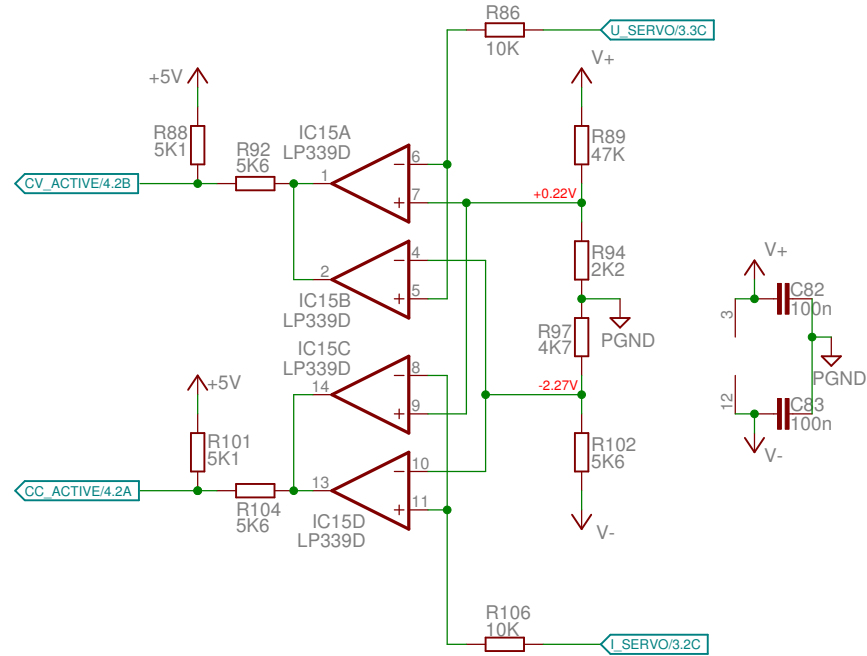 R86
10K
U_SERVO/3.3C
V+
+5V
R88
5K1
R92
5K6
IC15A
LP339D
R89
47K
CV_ACTIVE/4.2B
1
6
7
+0.22V
R94
2K2
V+
2
4
5
IC15B
LP339D
C82
100n
3
PGND
R97
4K7
IC15C
LP339D
+5V
14
8
9
-2.27V
12
C83
100n
PGND
V-
R101
5K1
R102
5K6
CC_ACTIVE/4.2A
R104
5K6
13
10
11
IC15D
LP339D
V-
R106
10K
I_SERVO/3.2C